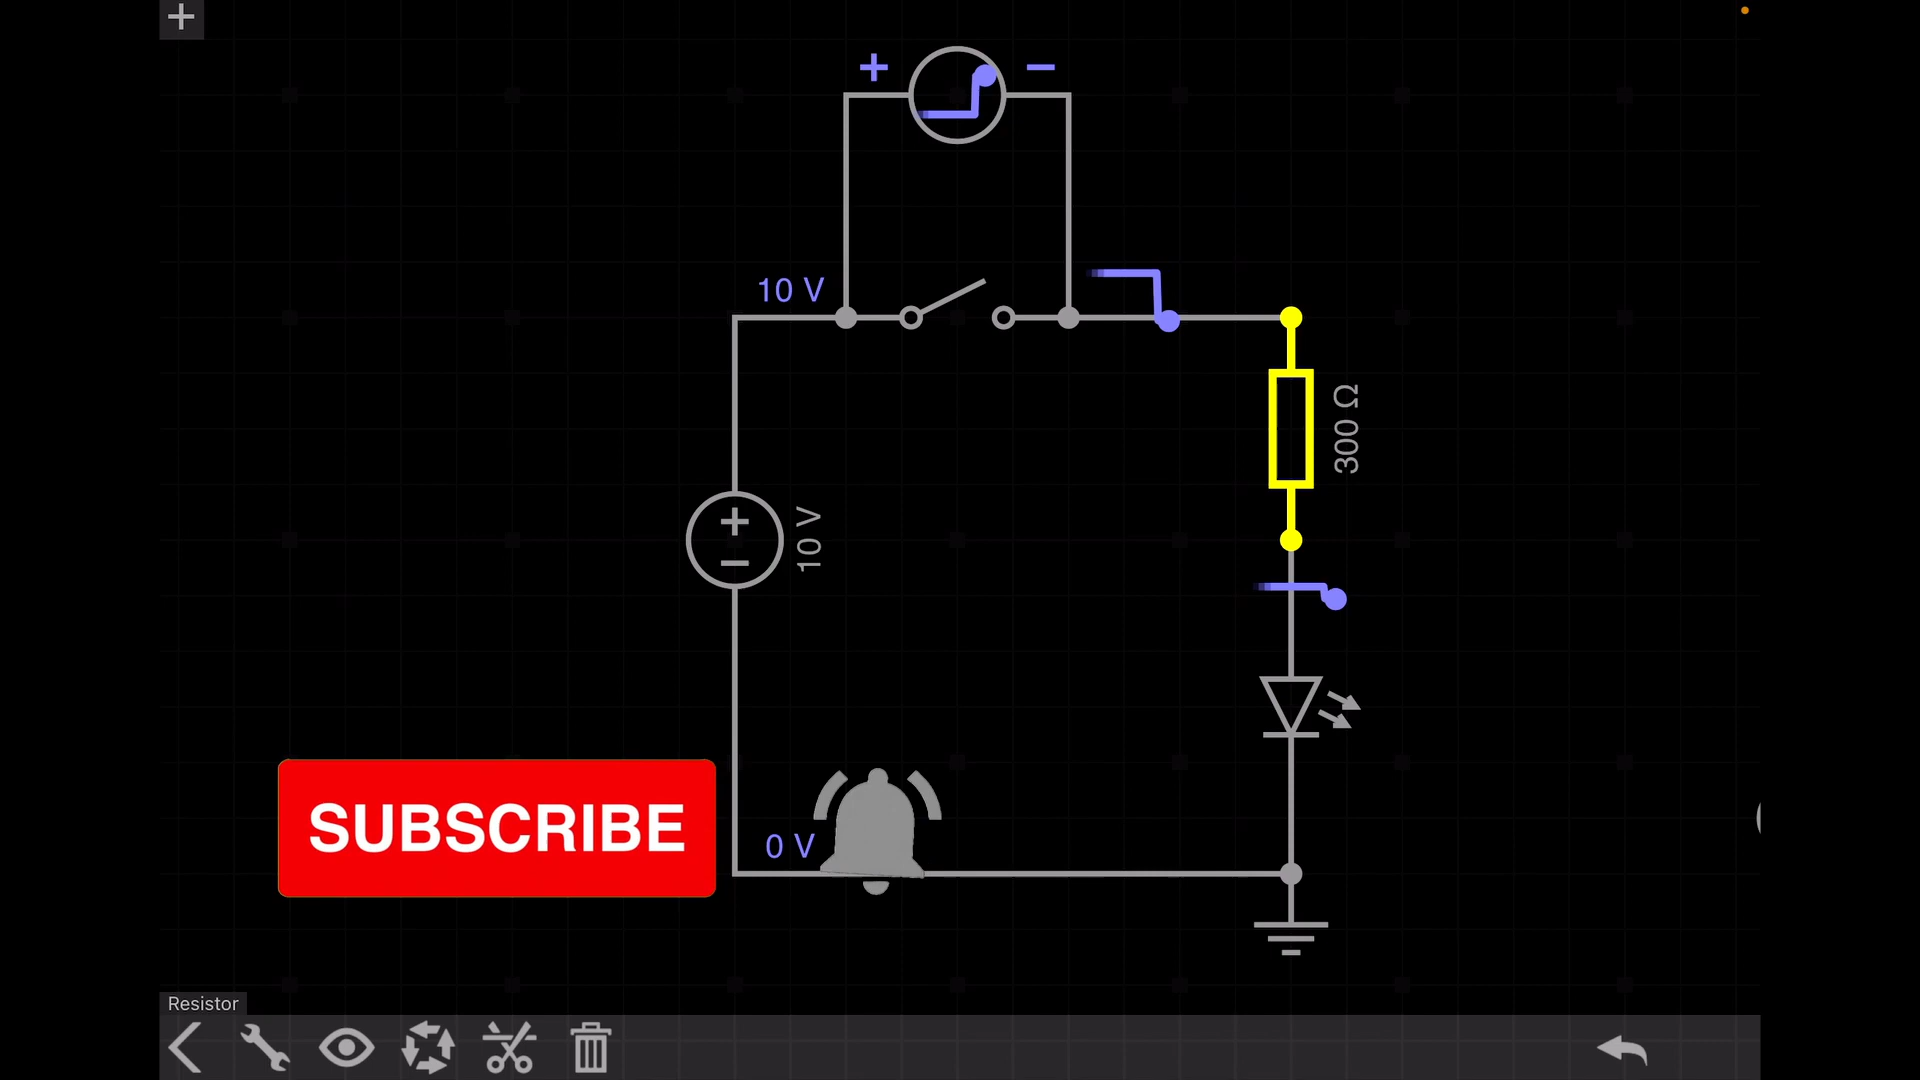 + −
10 V
300 Ω
10 V
SUBSCRIBE
0 V
Resistor